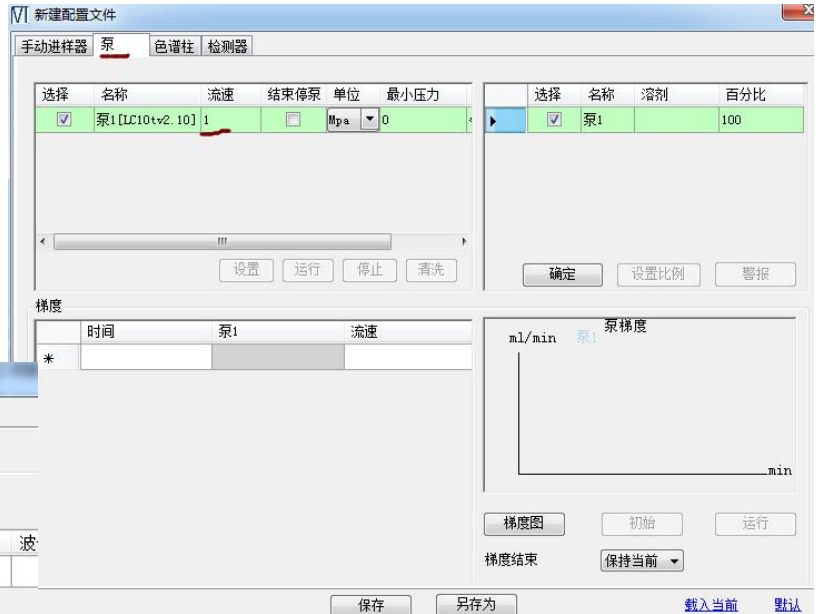 VI 新建配置文件
手动进样器 泵 色谱柱 检测器
选择 名称 流速 结束停泵 单位 最小压力
泵1[LC10tv2.10] 1 Mpa 0
选择 名称 溶剂 百分比
泵1 100
设置 运行 停止 清洗
确定 设置比例 警报
梯度
时间 泵1 流速
*
泵梯度
ml/min 泵1
min
梯度图 初始 运行
梯度结束 保持当前
波
保存 另存为 载入当前 默认